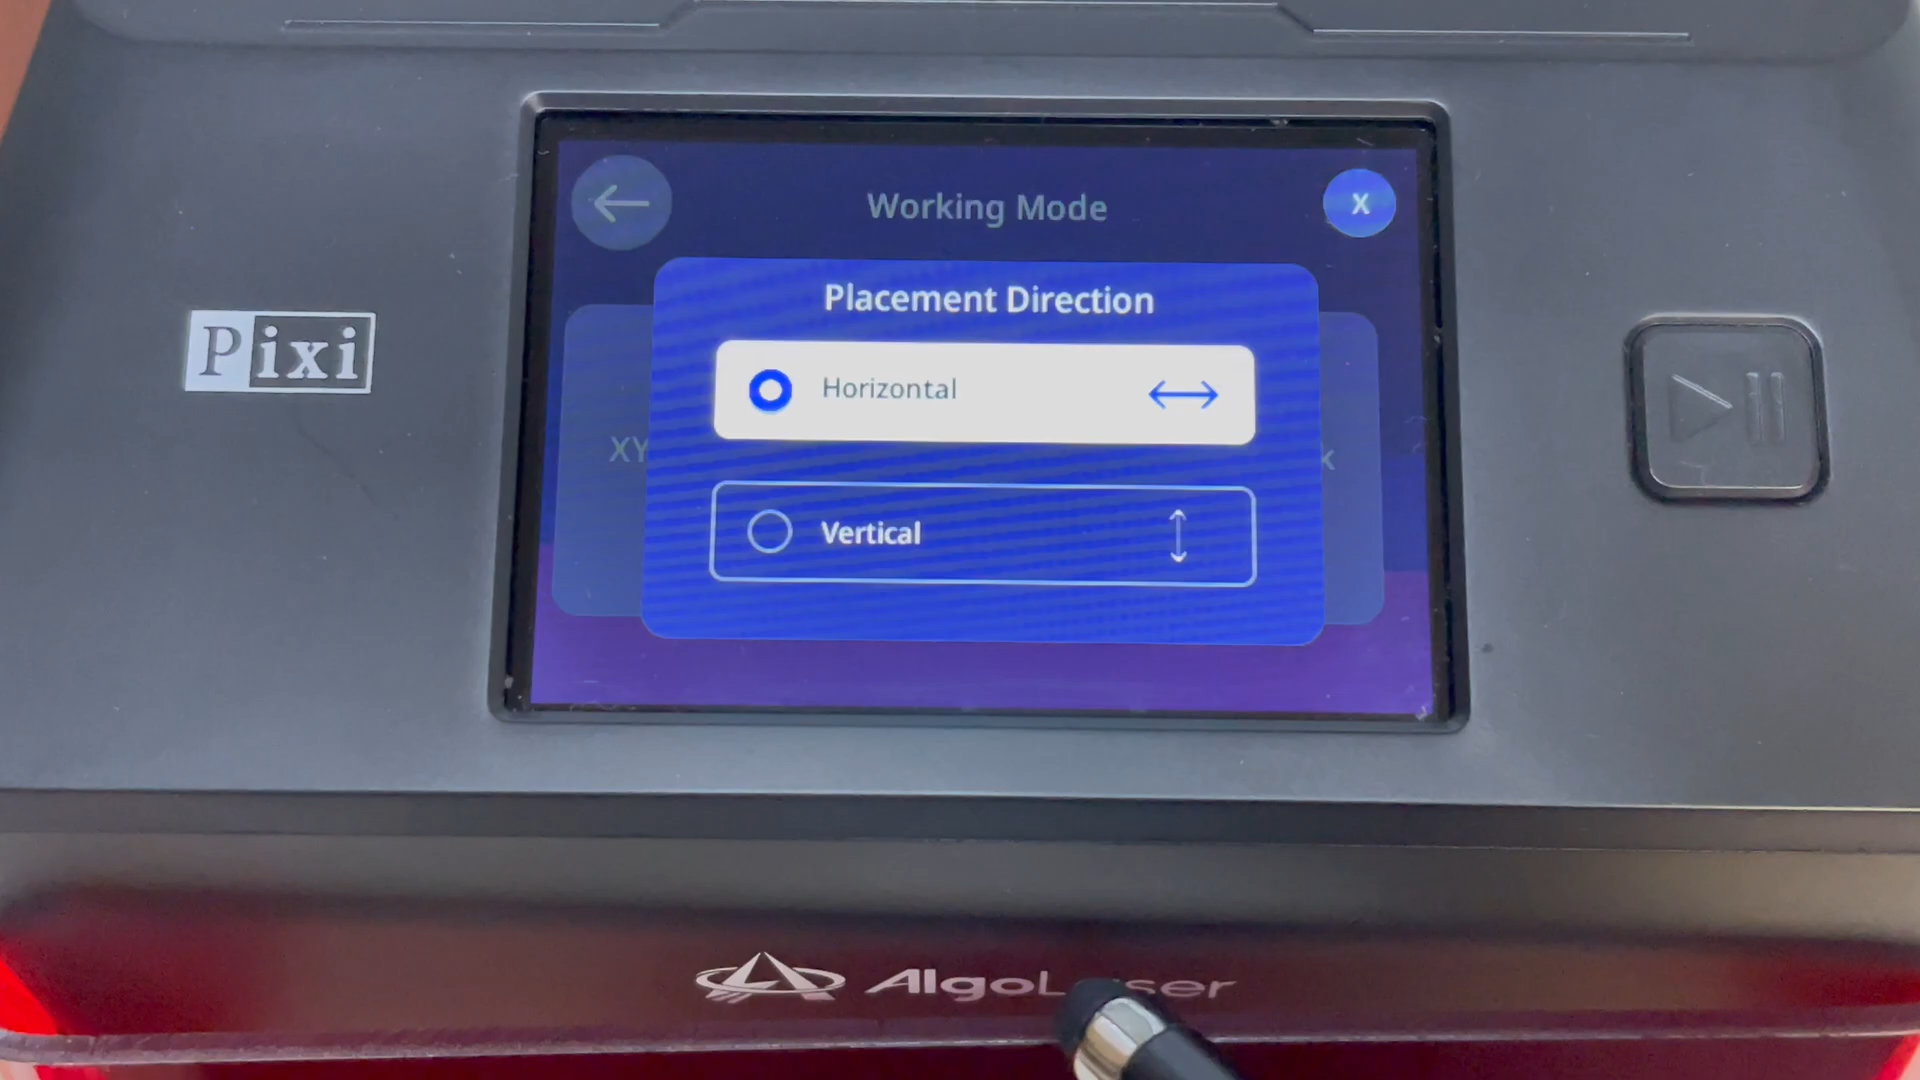 Working Mode
X
Placement Direction
Pixi
Horizontal
XY
Vertical
AlgoLaser